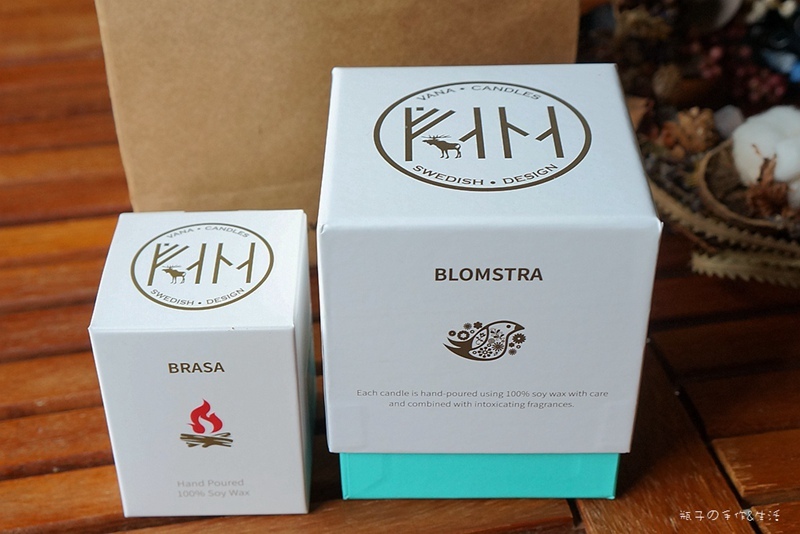 VANA • CANDLES
SWEDISH • DESIGN
BLOMSTRA
Each candle is hand-poured using 100% soy wax with care
and combined with intoxicating fragrances.
VANA • CANDLES
SWEDISH • DESIGN
BRASA
Hand Poured
100% Soy Wax
瓶子の手作&生活